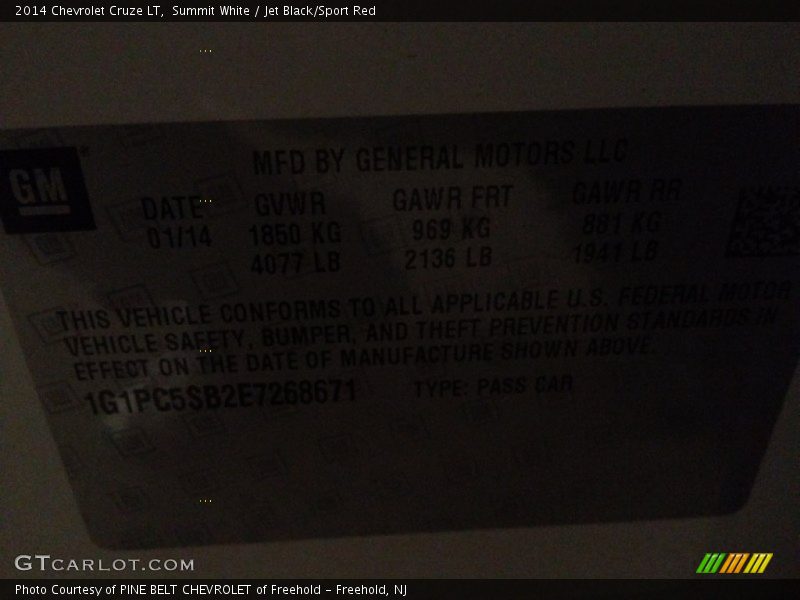 2014 Chevrolet Cruze LT,  Summit White / Jet Black/Sport Red
GM
MFD BY GENERAL MOTORS LLC
DATE GVWR GAWR FRT GAWR RR
01/14 1850 KG 969 KG 881 KG
4077 LB 2136 LB 1941 LB
THIS VEHICLE CONFORMS TO ALL APPLICABLE U.S. FEDERAL MOTOR
VEHICLE SAFETY, BUMPER, AND THEFT PREVENTION STANDARDS IN
EFFECT ON THE DATE OF MANUFACTURE SHOWN ABOVE.
1G1PC5SB2E7268671 TYPE: PASS CAR
GTCARLOT.COM
Photo Courtesy of PINE BELT CHEVROLET of Freehold - Freehold, NJ